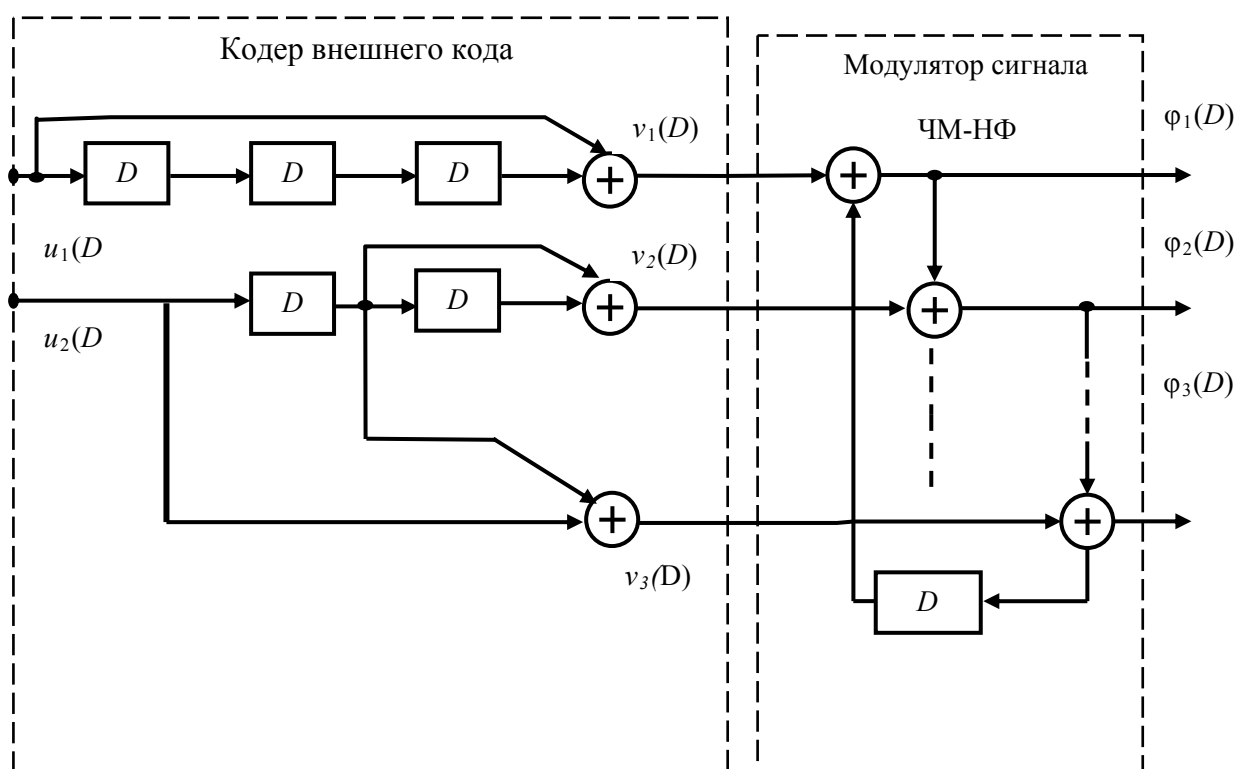 Кодер внешнего кода
Модулятор сигнала
ЧМ-НФ
v₁(D)
φ₁(D)
+
+
D
D
D
+
u₁(D
v₂(D)
φ₂(D)
D
D
+
+
u₂(D
φ₃(D)
+
+
v₃(D)
D